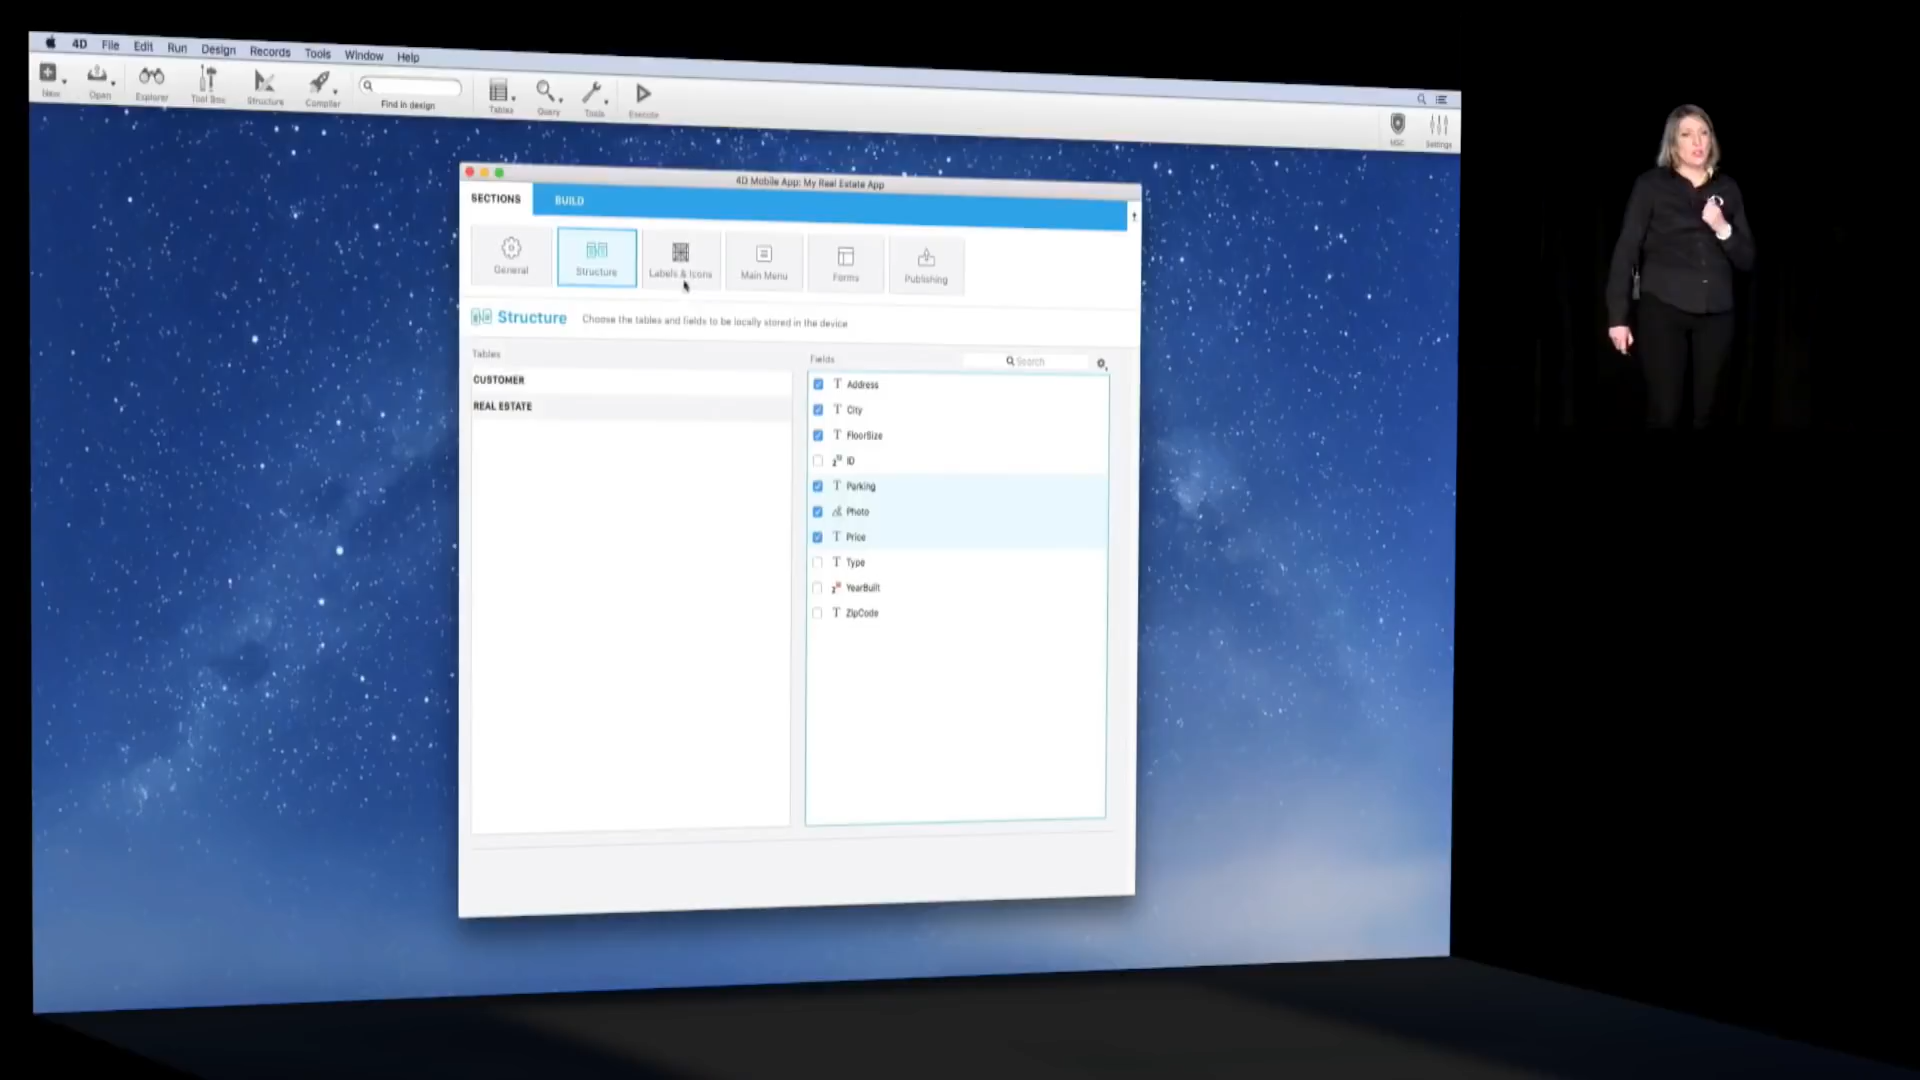 4D File Edit Run Design Records Tools Window Help
New Open Explorer Tool Box Structure Compiler Find in design Tables Query Tools Execute MSC Settings
4D Mobile App: My Real Estate App
SECTIONS BUILD
General Structure Labels & Icons Main Menu Forms Publishing
Structure Choose the tables and fields to be locally stored in the device
Tables
CUSTOMER
REAL ESTATE
Fields Search
Address
City
FloorSize
ID
Parking
Photo
Price
Type
YearBuilt
ZipCode